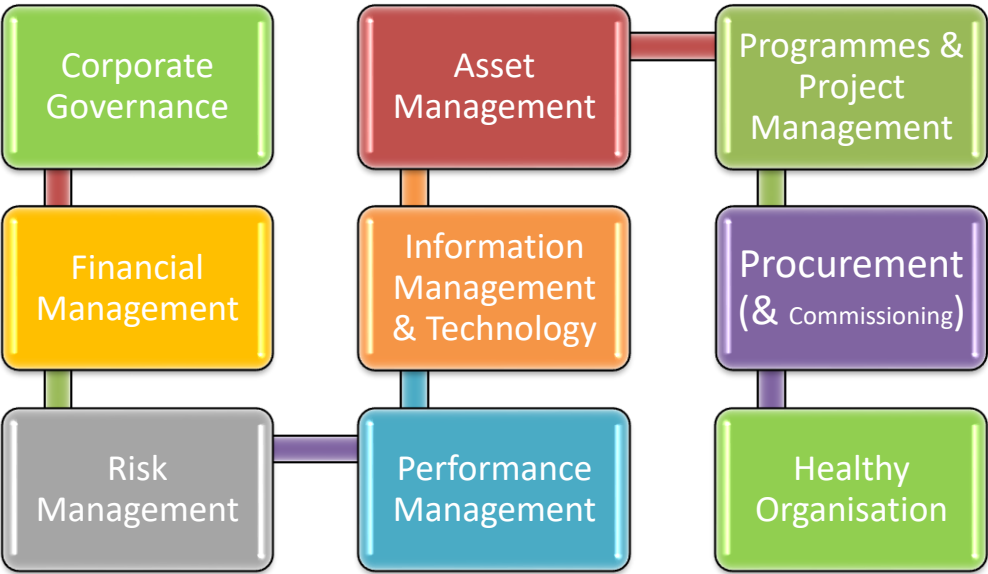 Corporate
Governance
Financial
Management
Risk
Management
Performance
Management
Information
Management
& Technology
Asset
Management
Programmes &
Project
Management
Procurement
(& Commissioning)
Healthy
Organisation